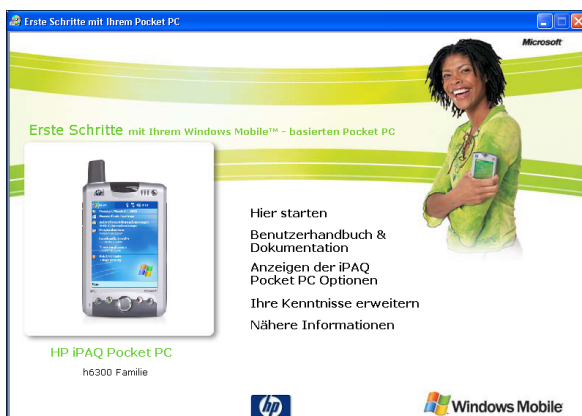 Erste Schritte mit Ihrem Pocket PC
Microsoft
Erste Schritte mit Ihrem Windows Mobile™ - basierten Pocket PC
Hier starten
Benutzerhandbuch &
Dokumentation
Anzeigen der iPAQ
Pocket PC Optionen
Ihre Kenntnisse erweitern
Nähere Informationen
HP iPAQ Pocket PC
h6300 Familie
hp
Windows Mobile